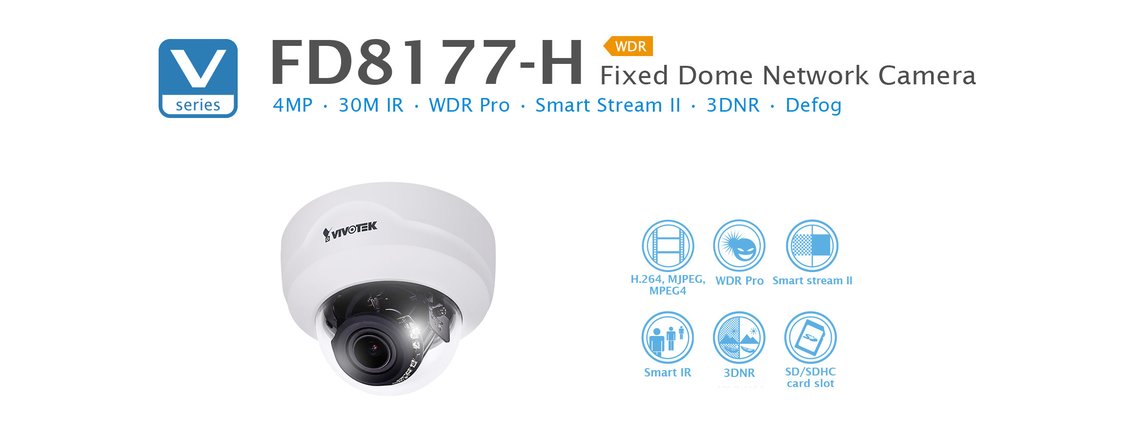 V
series
FD8177-H
WDR
Fixed Dome Network Camera
4MP · 30M IR · WDR Pro · Smart Stream II · 3DNR · Defog
VIVOTEK
H.264, MJPEG,
MPEG4
WDR Pro
Smart stream II
Smart IR
3DNR
SD/SDHC
card slot